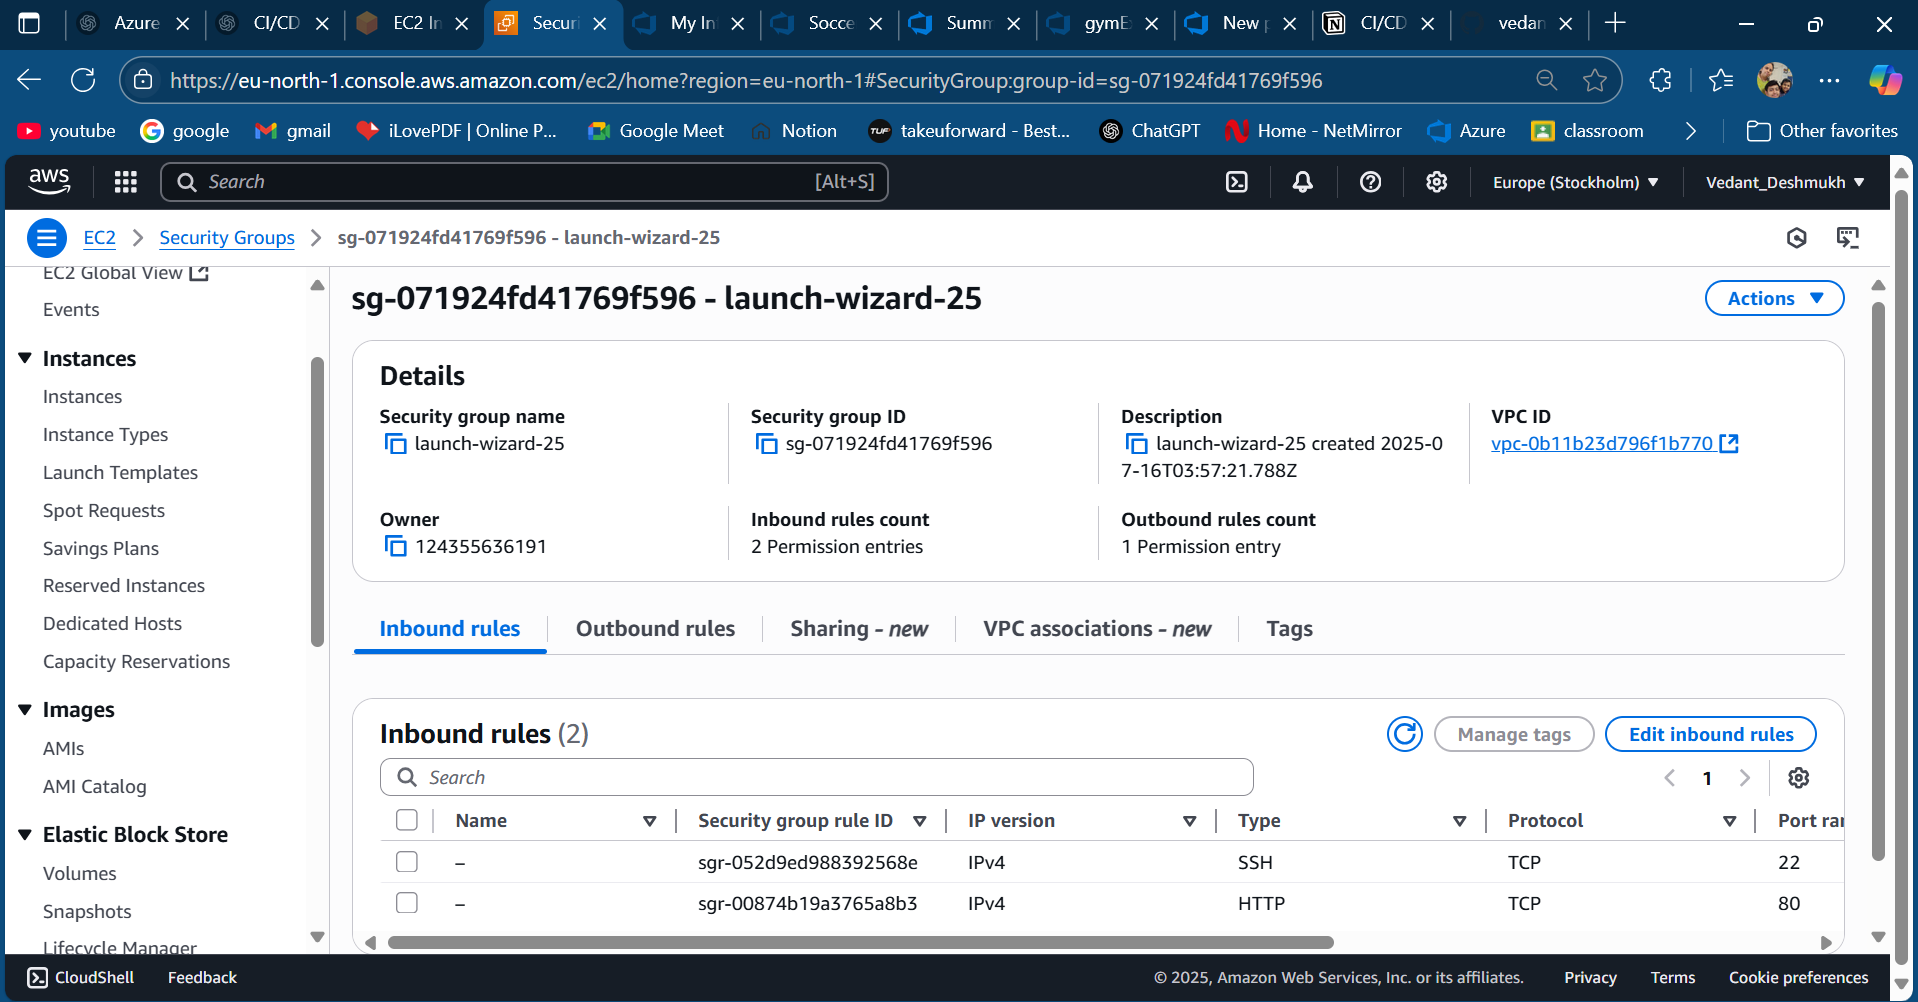 Azure
CI/CD
EC2 In
Securi
My Int
Socce
Summ
gymE
New p
CI/CD
vedan
https://eu-north-1.console.aws.amazon.com/ec2/home?region=eu-north-1#SecurityGroup:group-id=sg-071924fd41769f596
youtube
google
gmail
iLovePDF | Online P...
Google Meet
Notion
TUF takeuforward - Best...
ChatGPT
Home - NetMirror
Azure
classroom
Other favorites
aws
Search
[Alt+S]
Europe (Stockholm)
Vedant_Deshmukh
EC2
Security Groups
sg-071924fd41769f596 - launch-wizard-25
EC2 Global View
Events
Instances
Instances
Instance Types
Launch Templates
Spot Requests
Savings Plans
Reserved Instances
Dedicated Hosts
Capacity Reservations
Images
AMIs
AMI Catalog
Elastic Block Store
Volumes
Snapshots
Lifecycle Manager
sg-071924fd41769f596 - launch-wizard-25
Actions
Details
Security group name
launch-wizard-25
Security group ID
sg-071924fd41769f596
Description
launch-wizard-25 created 2025-0
7-16T03:57:21.788Z
VPC ID
vpc-0b11b23d796f1b770
Owner
124355636191
Inbound rules count
2 Permission entries
Outbound rules count
1 Permission entry
Inbound rules
Outbound rules
Sharing - new
VPC associations - new
Tags
Inbound rules (2)
Manage tags
Edit inbound rules
Search
1
Name Security group rule ID IP version Type Protocol Port ran
– sgr-052d9ed988392568e IPv4 SSH TCP 22
– sgr-00874b19a3765a8b3 IPv4 HTTP TCP 80
CloudShell
Feedback
© 2025, Amazon Web Services, Inc. or its affiliates.
Privacy
Terms
Cookie preferences